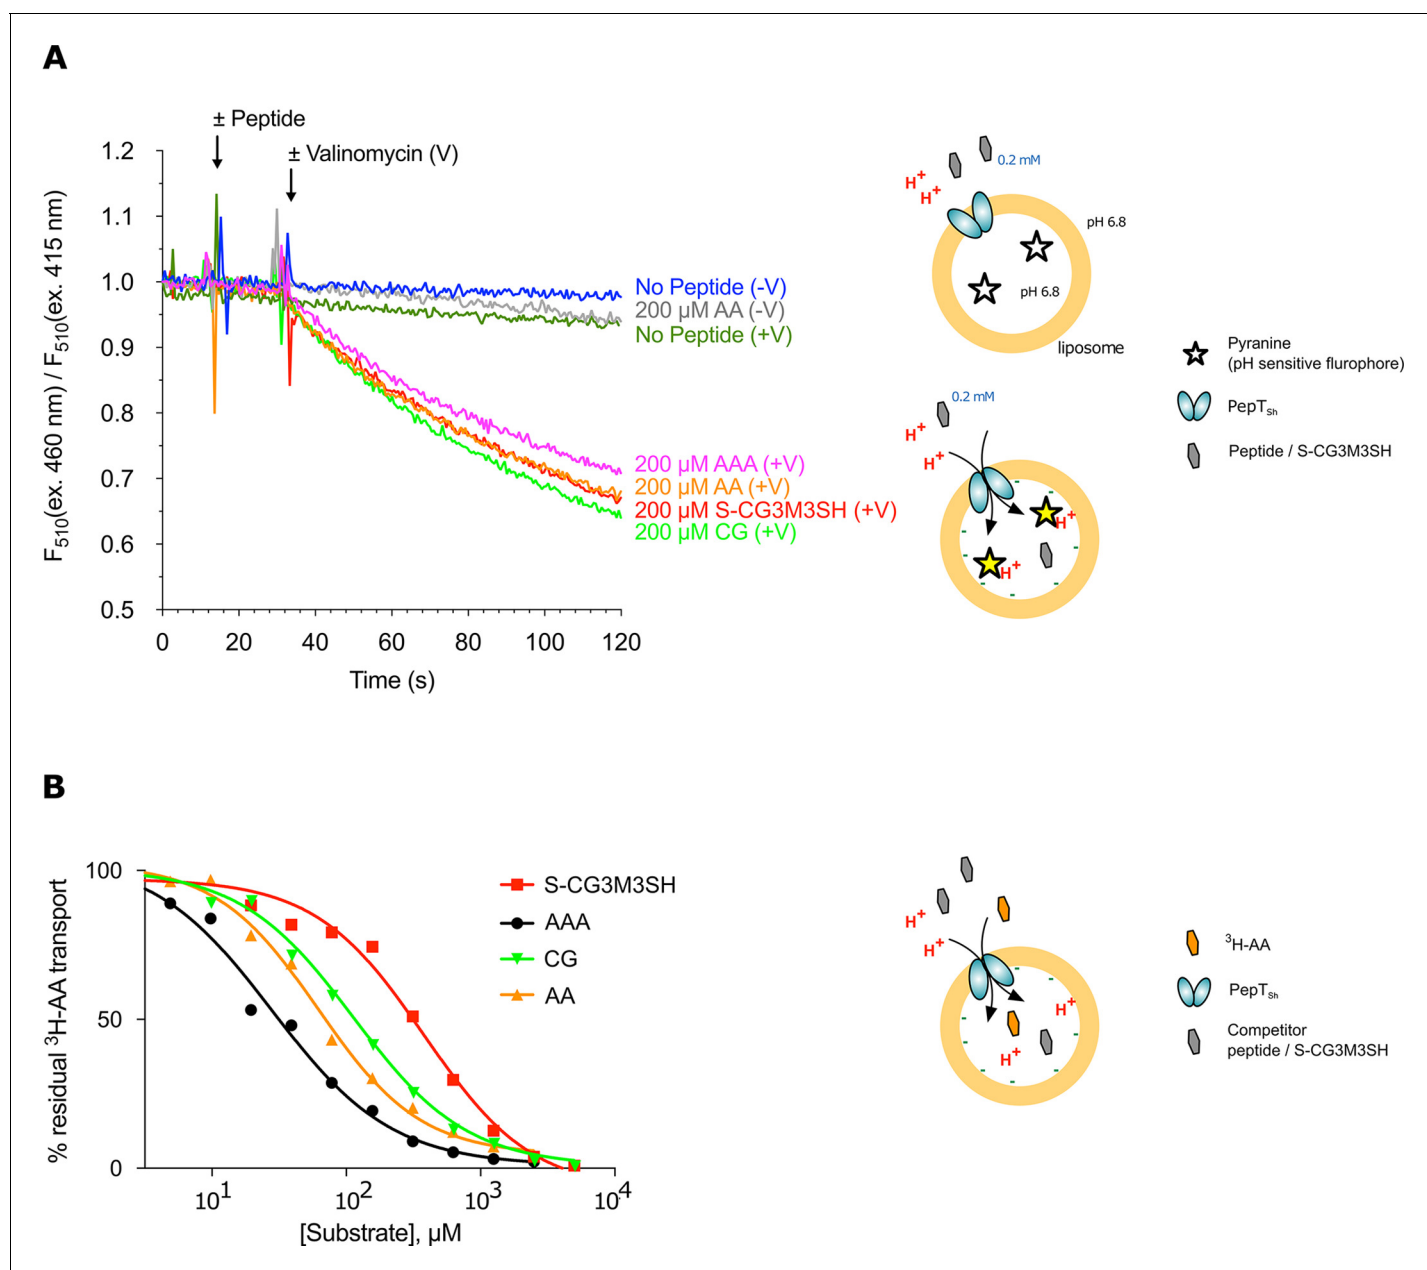 A
± Peptide
± Valinomycin (V)
F510(ex. 460 nm) / F510(ex. 415 nm)
1.2
1.1
1.0
0.9
0.8
0.7
0.6
0.5
0 20 40 60 80 100 120
Time (s)
No Peptide (-V)
200 µM AA (-V)
No Peptide (+V)
200 µM AAA (+V)
200 µM AA (+V)
200 µM S-CG3M3SH (+V)
200 µM CG (+V)
0.2 mM
H+
H+
pH 6.8
pH 6.8
liposome
0.2 mM
H+
H+
H+
H+
Pyranine
(pH sensitive flurophore)
PepTSh
Peptide / S-CG3M3SH
B
% residual 3H-AA transport
100
50
0
101 102 103 104
[Substrate], µM
S-CG3M3SH
AAA
CG
AA
H+
H+
H+
H+
3H-AA
PepTSh
Competitor
peptide / S-CG3M3SH